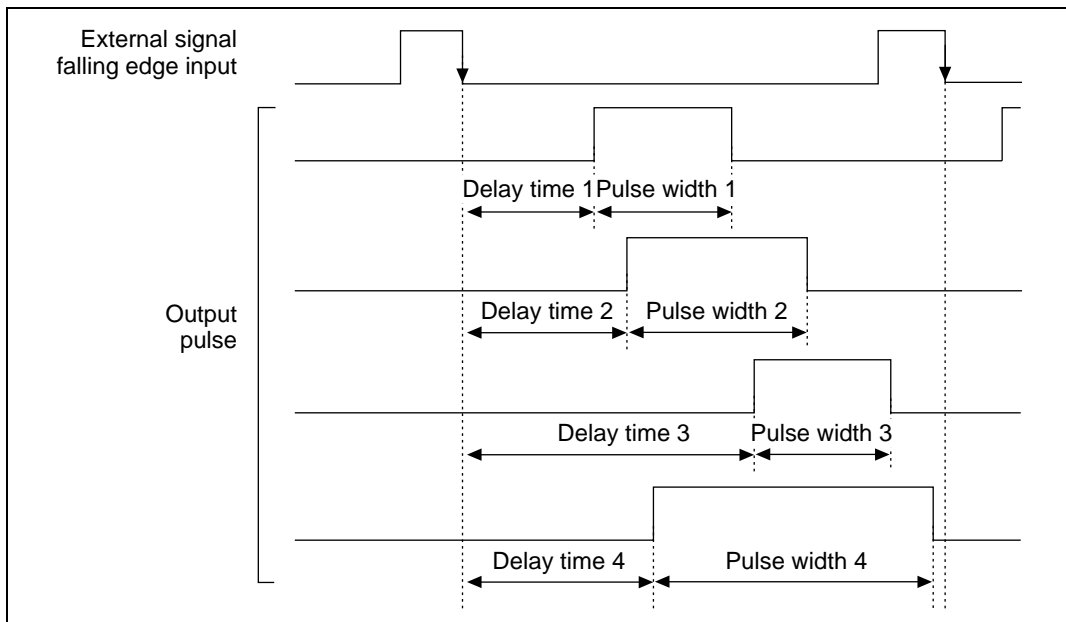 External signal
falling edge input
Delay time 1 Pulse width 1
Delay time 2 Pulse width 2
Output
pulse
Delay time 3 Pulse width 3
Delay time 4 Pulse width 4